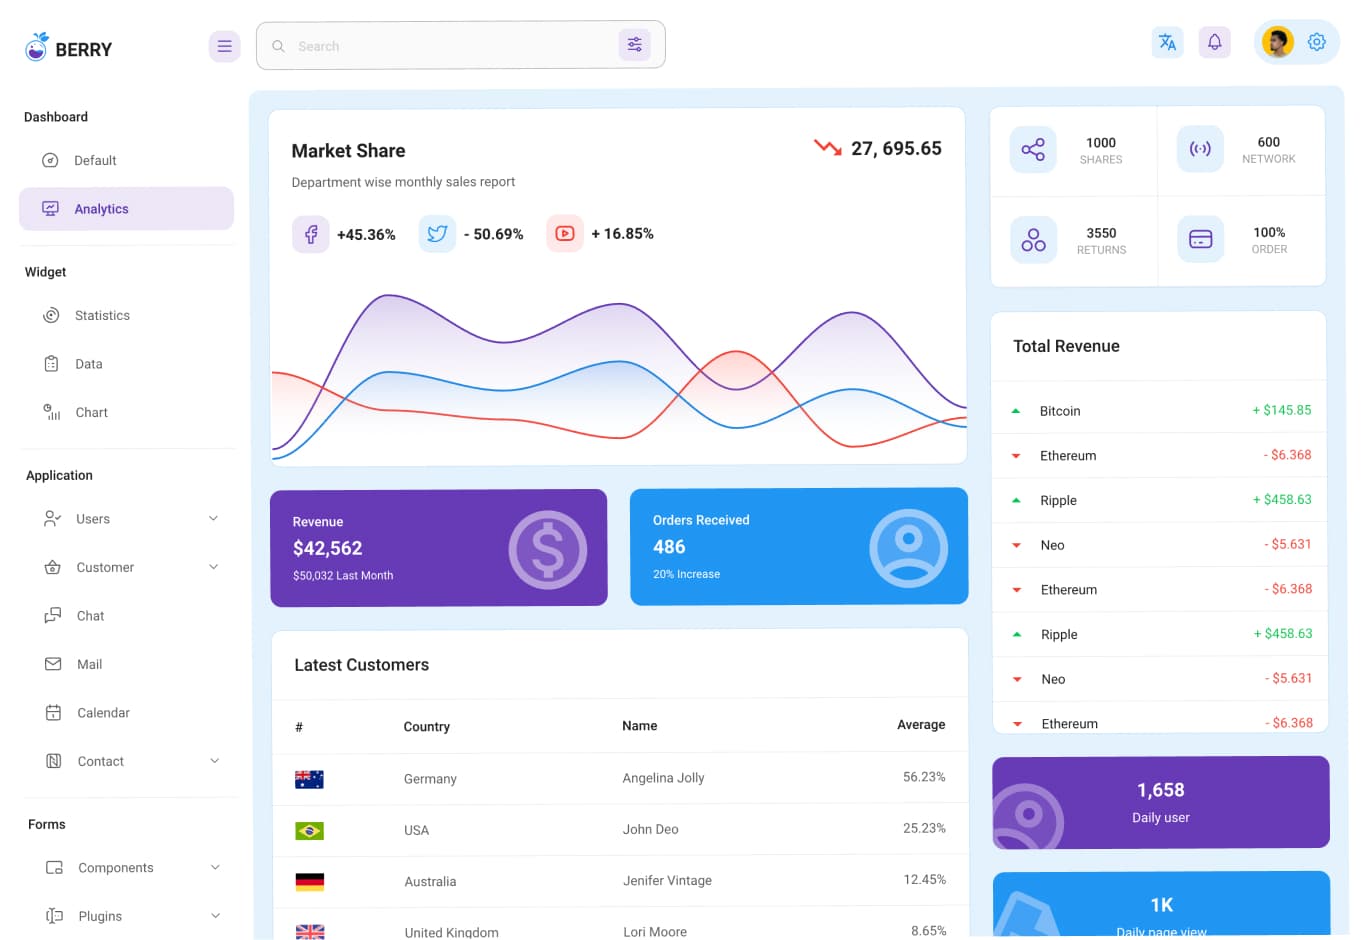 BERRY
Search
Dashboard
Default
Analytics
Widget
Statistics
Data
Chart
Application
Users
Customer
Chat
Mail
Calendar
Contact
Forms
Components
Plugins
Market Share
27, 695.65
Department wise monthly sales report
+45.36%
- 50.69%
+ 16.85%
Revenue
$42,562
$50,032 Last Month
Orders Received
486
20% Increase
Latest Customers
# Country Name Average
Germany Angelina Jolly 56.23%
USA John Deo 25.23%
Australia Jenifer Vintage 12.45%
United Kingdom Lori Moore 8.65%
1000
SHARES
600
NETWORK
3550
RETURNS
100%
ORDER
Total Revenue
Bitcoin + $145.85
Ethereum - $6.368
Ripple + $458.63
Neo - $5.631
Ethereum - $6.368
Ripple + $458.63
Neo - $5.631
Ethereum - $6.368
1,658
Daily user
1K
Daily page view